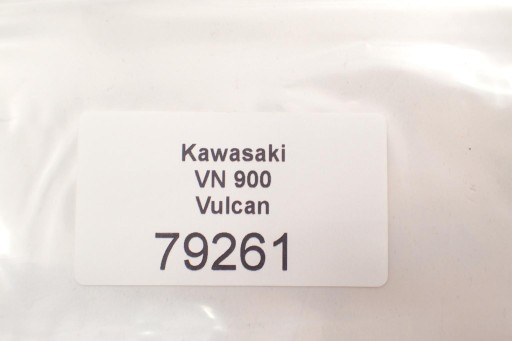 Kawasaki
VN 900
Vulcan
79261